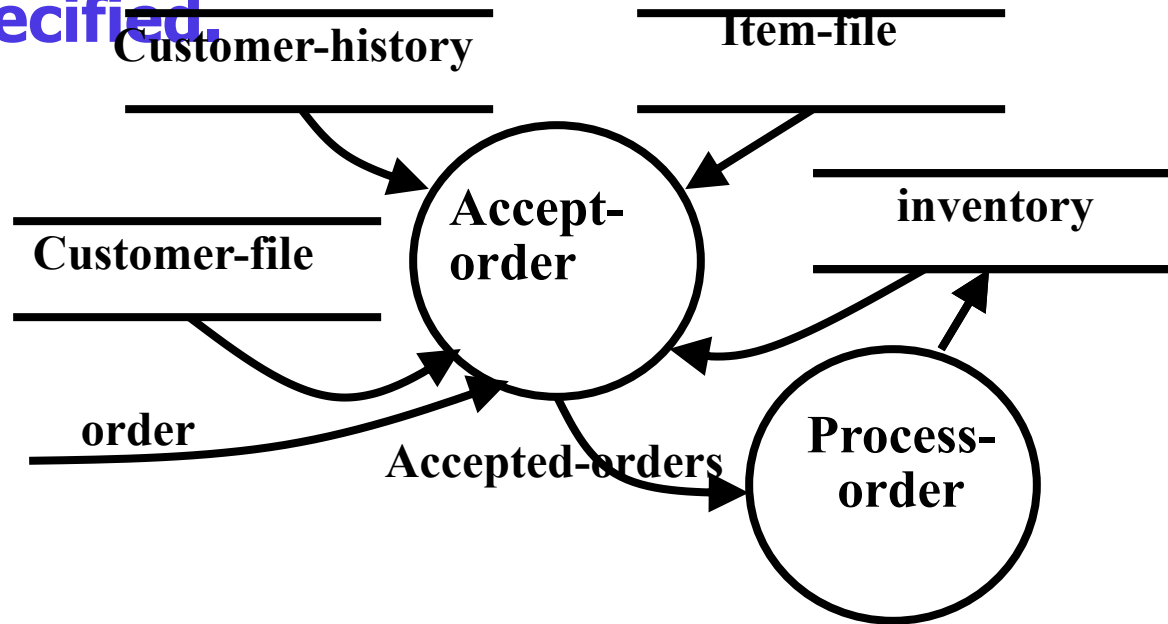 ecified.
Customer-history
Item-file
Accept-
order
inventory
Customer-file
order
Accepted-orders
Process-
order